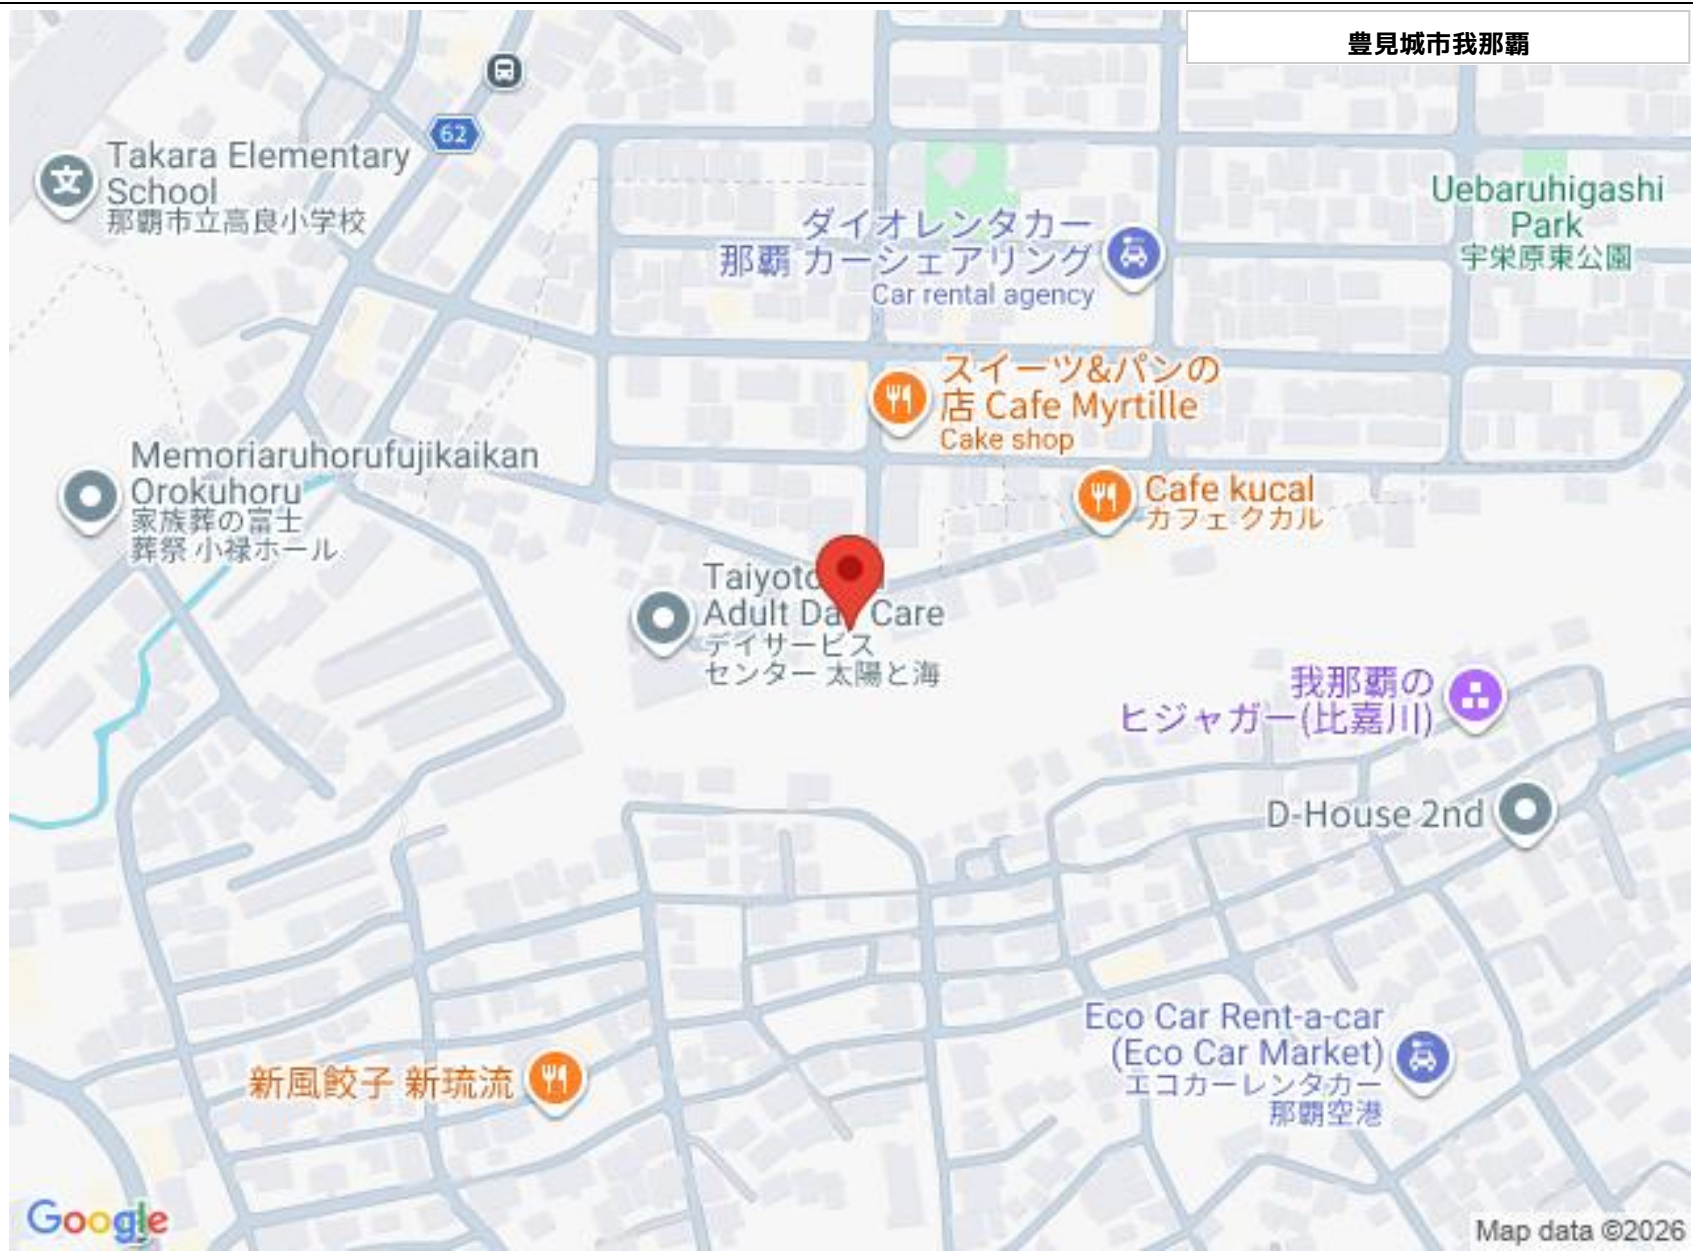 豊見城市我那覇
62
Takara Elementary
School
那覇市立高良小学校
Uebaruhigashi
Park
宇栄原東公園
ダイオレンタカー
那覇 カーシェアリング
Car rental agency
スイーツ&パンの
店 Cafe Myrtille
Cake shop
Memoriaruhorufujikaikan
Orokuhoru
家族葬の富士
葬祭 小禄ホール
Cafe kucal
カフェ クカル
Adult Day Care
デイサービス
センター 太陽と海
我那覇の
ヒジャガー(比嘉川)
D-House 2nd
Eco Car Rent-a-car
(Eco Car Market)
エコカーレンタカー
那覇空港
新風餃子 新琉流
Google
Map data ©2026